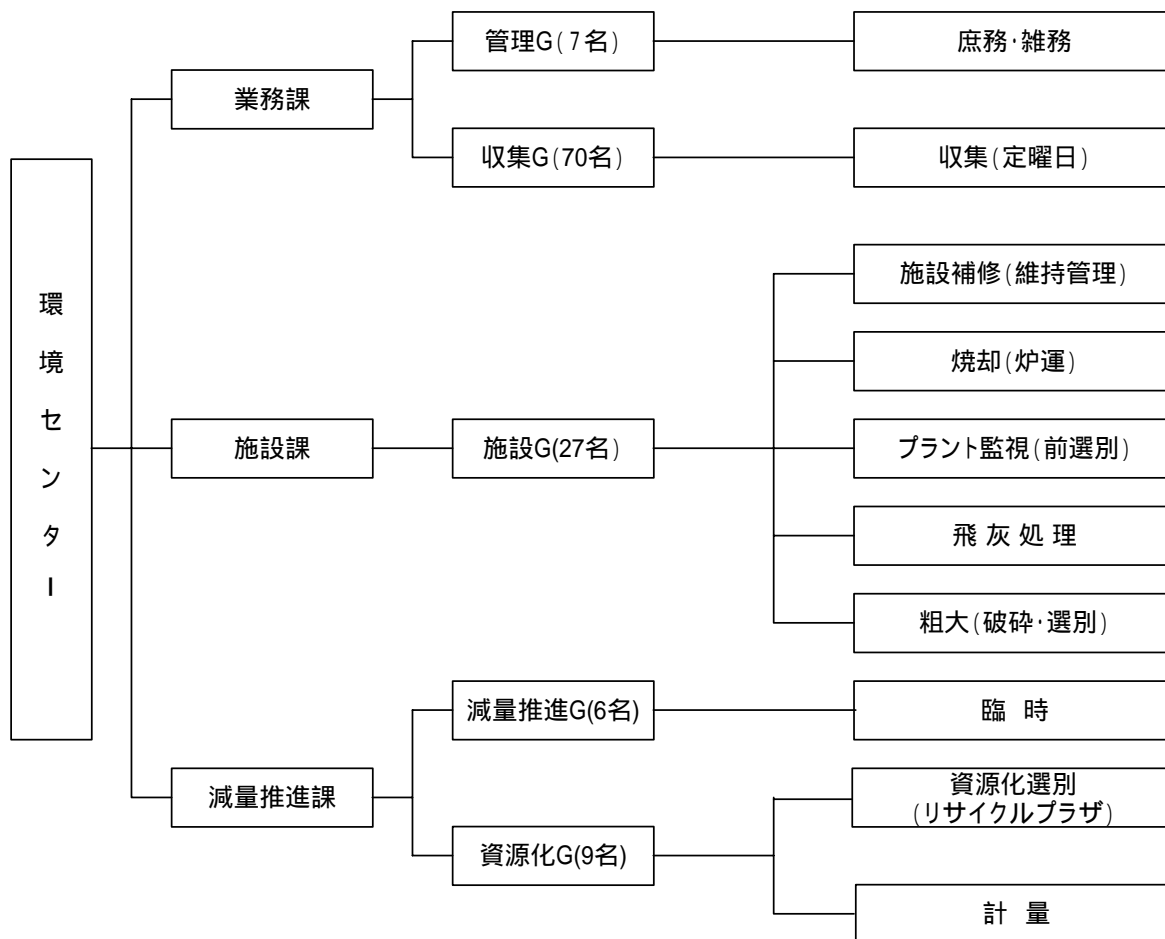 環境センター
業務課
管理G(7名)
庶務・雑務
収集G(70名)
収集(定曜日)
施設課
施設G(27名)
施設補修(維持管理)
焼却(炉運)
プラント監視(前選別)
飛灰処理
粗大(破砕・選別)
減量推進課
減量推進G(6名)
臨時
資源化G(9名)
資源化選別
(リサイクルプラザ)
計量